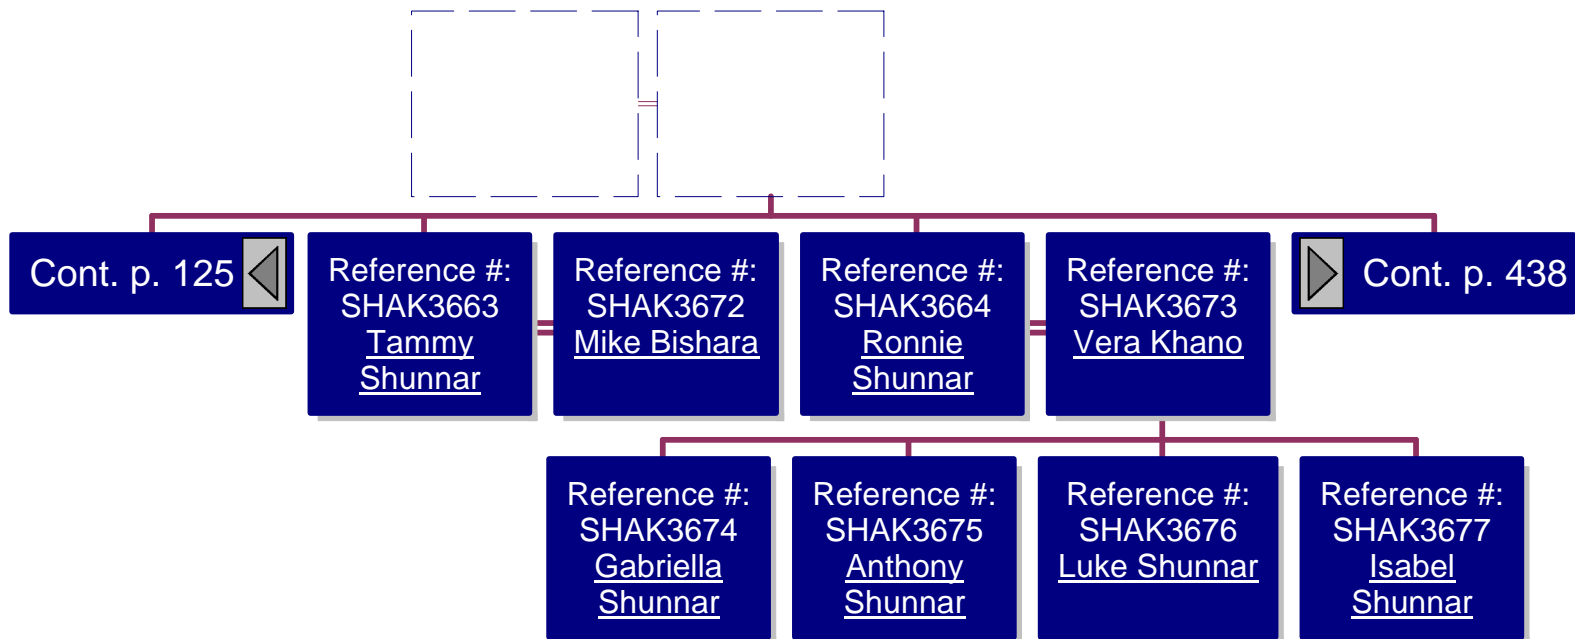 Cont. p. 125
Reference #:
SHAK3663
Tammy
Shunnar
Reference #:
SHAK3672
Mike Bishara
Reference #:
SHAK3664
Ronnie
Shunnar
Reference #:
SHAK3673
Vera Khano
Cont. p. 438
Reference #:
SHAK3674
Gabriella
Shunnar
Reference #:
SHAK3675
Anthony
Shunnar
Reference #:
SHAK3676
Luke Shunnar
Reference #:
SHAK3677
Isabel
Shunnar